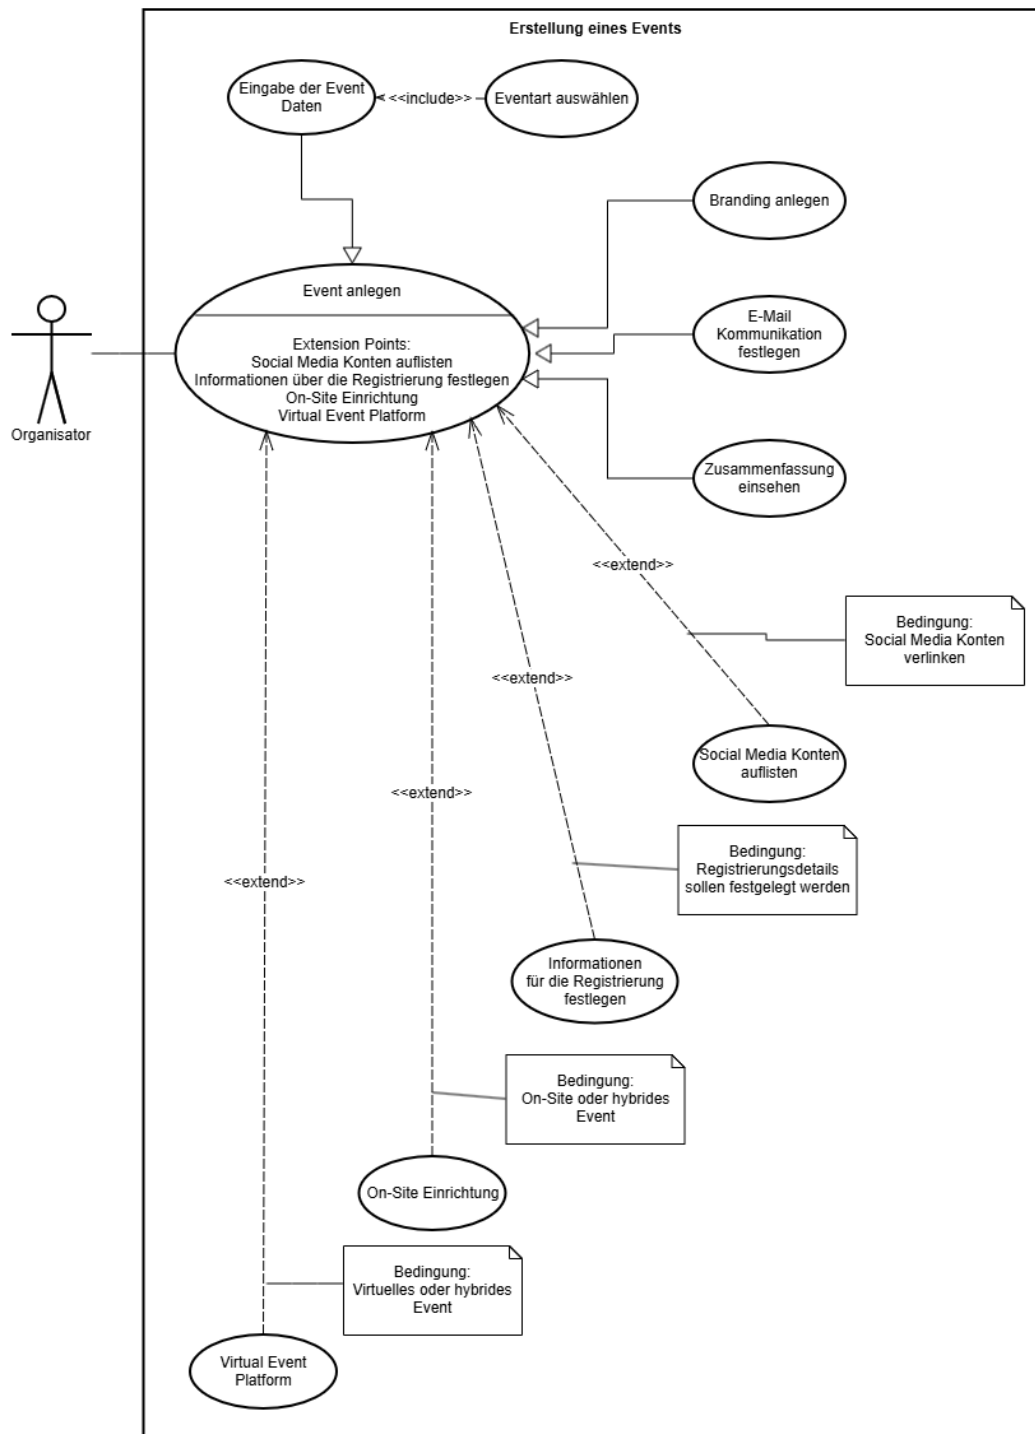 Erstellung eines Events
Eingabe der Event
Daten
<<include>>
Eventart auswählen
Branding anlegen
Event anlegen
E-Mail
Kommunikation
festlegen
Extension Points:
Social Media Konten auflisten
Informationen über die Registrierung festlegen
On-Site Einrichtung
Virtual Event Platform
Organisator
Zusammenfassung
einsehen
<<extend>>
Bedingung:
Social Media Konten
verlinken
<<extend>>
Social Media Konten
auflisten
<<extend>>
Bedingung:
Registrierungsdetails
sollen festgelegt werden
<<extend>>
Informationen
für die Registrierung
festlegen
Bedingung:
On-Site oder hybrides
Event
On-Site Einrichtung
Bedingung:
Virtuelles oder hybrides
Event
Virtual Event
Platform